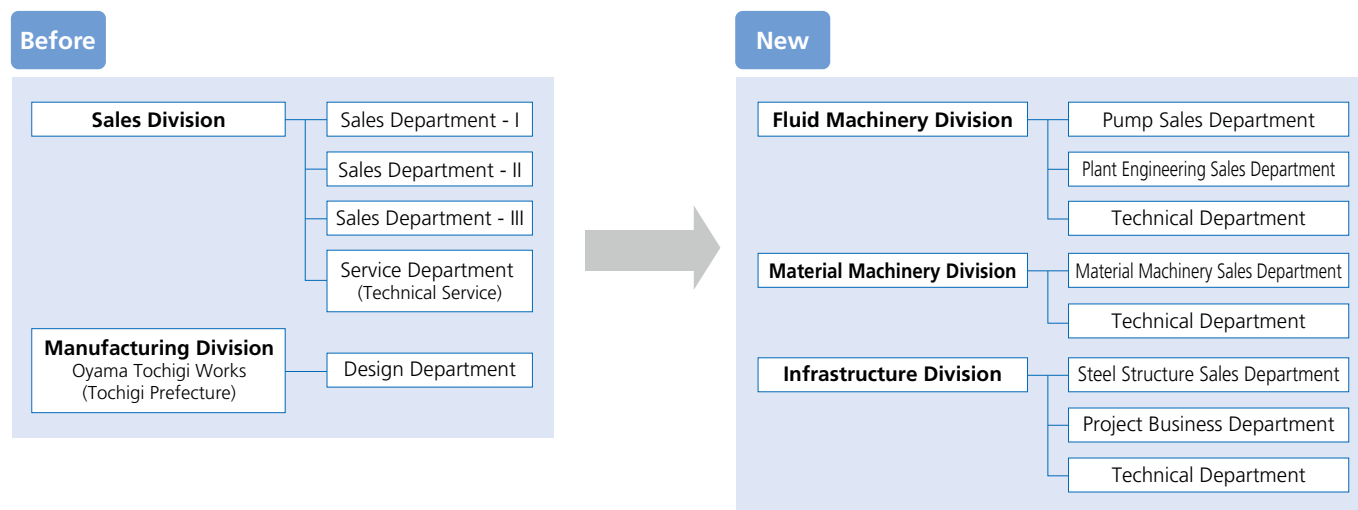 Before
Sales Division
Sales Department - I
Sales Department - II
Sales Department - III
Service Department
(Technical Service)
Manufacturing Division
Oyama Tochigi Works
(Tochigi Prefecture)
Design Department
New
Fluid Machinery Division
Pump Sales Department
Plant Engineering Sales Department
Technical Department
Material Machinery Division
Material Machinery Sales Department
Technical Department
Infrastructure Division
Steel Structure Sales Department
Project Business Department
Technical Department